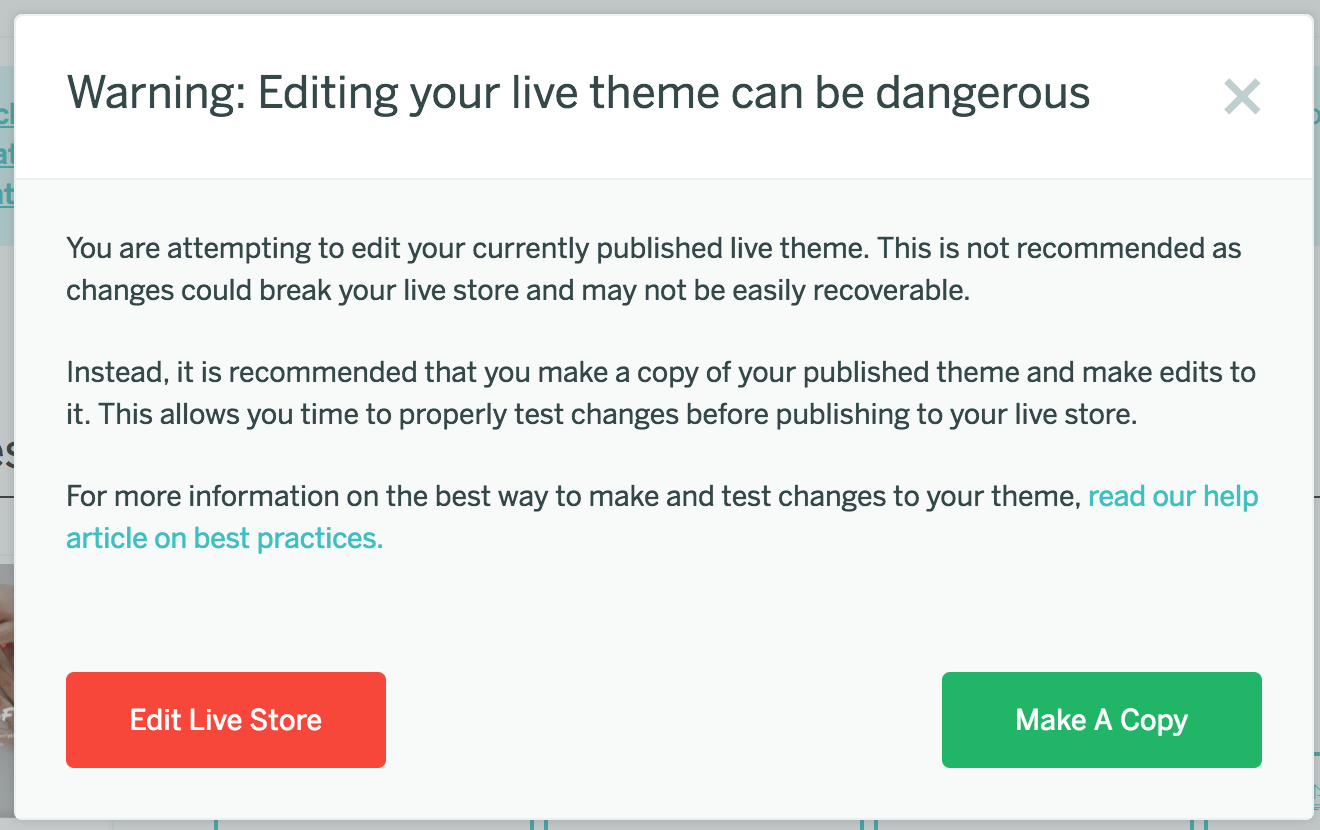 Warning: Editing your live theme can be dangerous
You are attempting to edit your currently published live theme. This is not recommended as
changes could break your live store and may not be easily recoverable.
Instead, it is recommended that you make a copy of your published theme and make edits to
it. This allows you time to properly test changes before publishing to your live store.
For more information on the best way to make and test changes to your theme, read our help
article on best practices.
Edit Live Store
Make A Copy